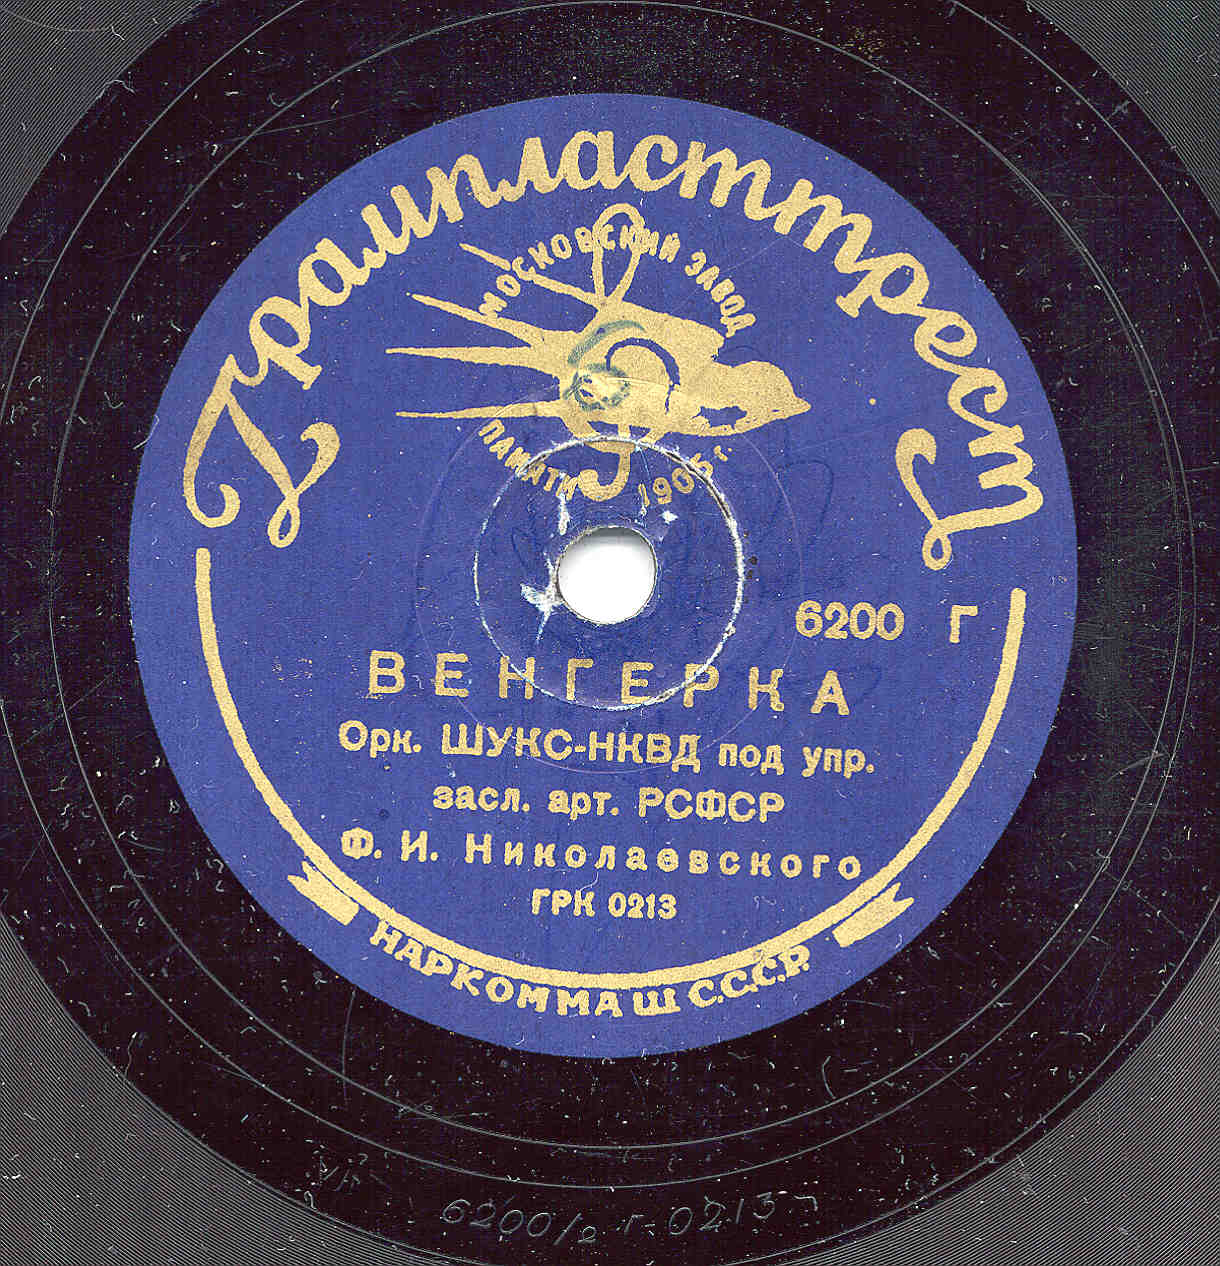 Грампласттрест
МОСКОВСКИЙ ЗАВОД
ПАМЯТИ 1905 г.
6200 Г
ВЕНГЕРКА
Орк. ШУКС-НКВД под упр.
засл. арт. РСФСР
Ф. И. Николаевского
ГРК 0213
НАРКОММАШ С.С.С.Р.
6200/2 Г-0213